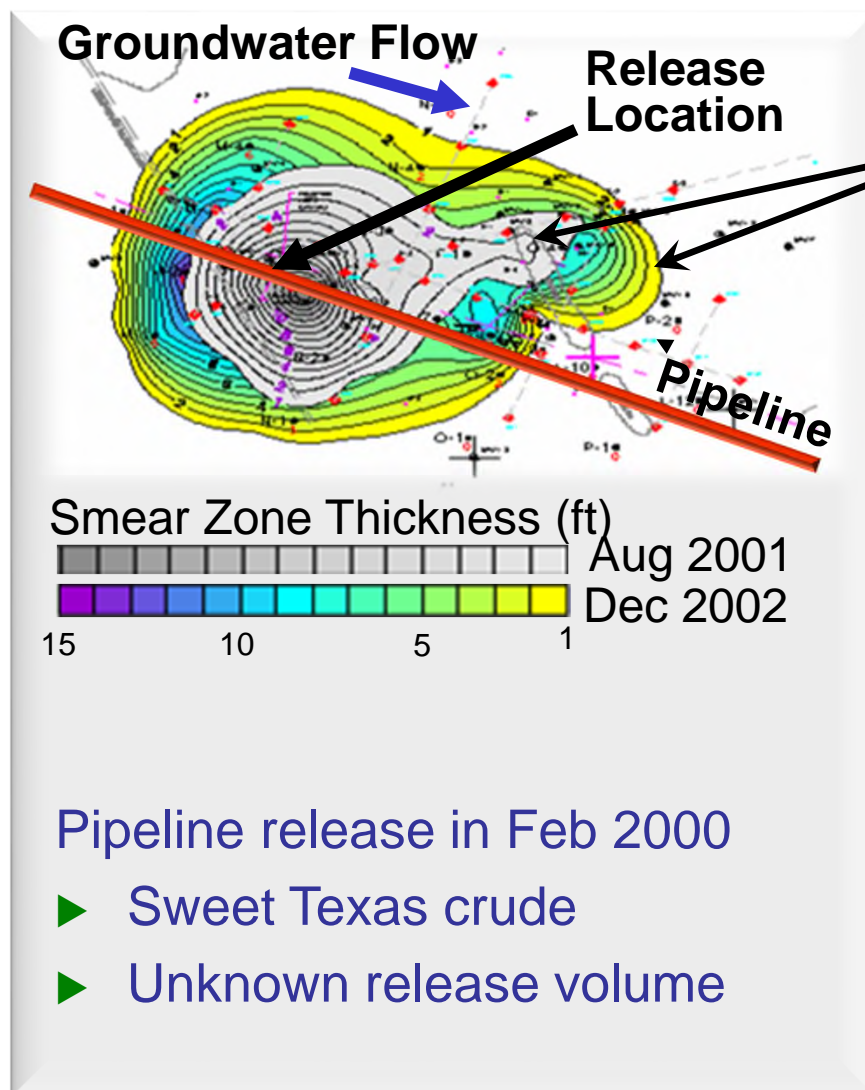 Groundwater Flow
Release
Location
Pipeline
Smear Zone Thickness (ft)
Aug 2001
Dec 2002
15 10 5 1
Pipeline release in Feb 2000
Sweet Texas crude
Unknown release volume